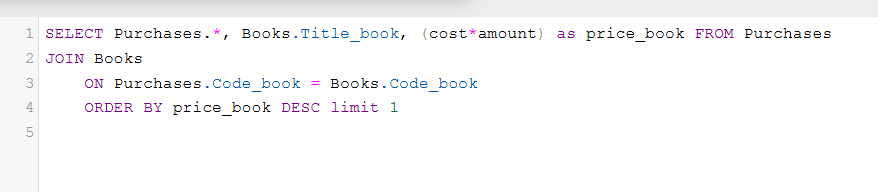 1 SELECT Purchases.*, Books.Title_book, (cost*amount) as price_book FROM Purchases
2 JOIN Books
3 ON Purchases.Code_book = Books.Code_book
4 ORDER BY price_book DESC limit 1
5